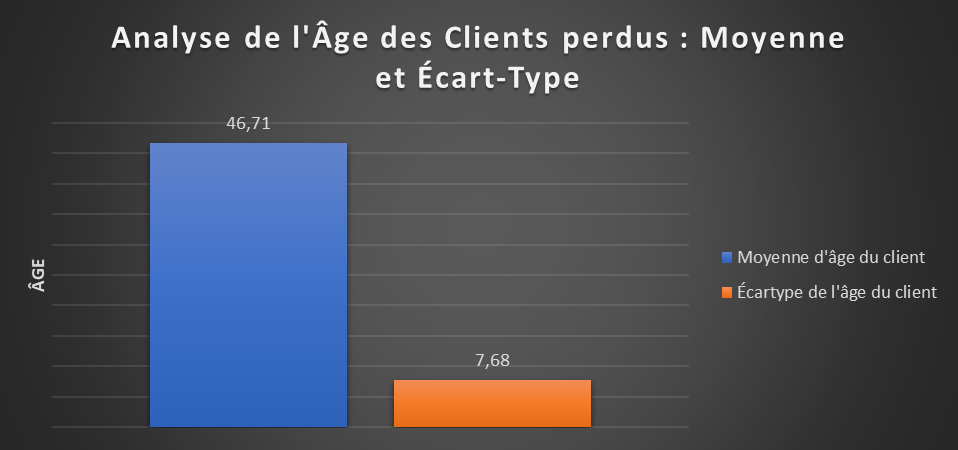 Analyse de l'Âge des Clients perdus : Moyenne
et Écart-Type
46,71
7,68
ÂGE
Moyenne d'âge du client
Écartype de l'âge du client